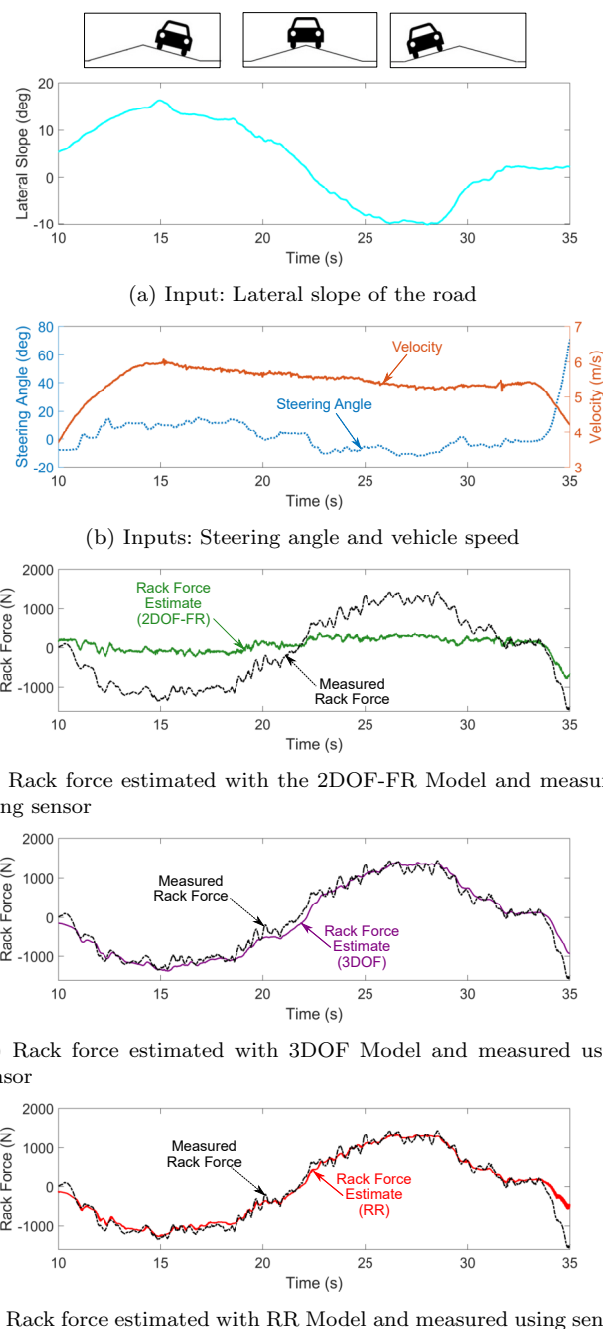 20
10
0
-10
Lateral Slope (deg)
10 15 20 25 30 35
Time (s)
(a) Input: Lateral slope of the road
80
60
40
20
0
-20
Steering Angle (deg)
7
6
5
4
3
Velocity (m/s)
Velocity
Steering Angle
10 15 20 25 30 35
Time (s)
(b) Inputs: Steering angle and vehicle speed
2000
1000
0
-1000
Rack Force (N)
Rack Force
Estimate
(2DOF-FR)
Measured
Rack Force
10 15 20 25 30 35
Time (s)
Rack force estimated with the 2DOF-FR Model and measur
ng sensor
2000
1000
0
-1000
Rack Force (N)
Measured
Rack Force
Rack Force
Estimate
(3DOF)
10 15 20 25 30 35
Time (s)
Rack force estimated with 3DOF Model and measured us
nsor
2000
1000
0
-1000
Rack Force (N)
Measured
Rack Force
Rack Force
Estimate
(RR)
10 15 20 25 30 35
Time (s)
Rack force estimated with RR Model and measured using sen